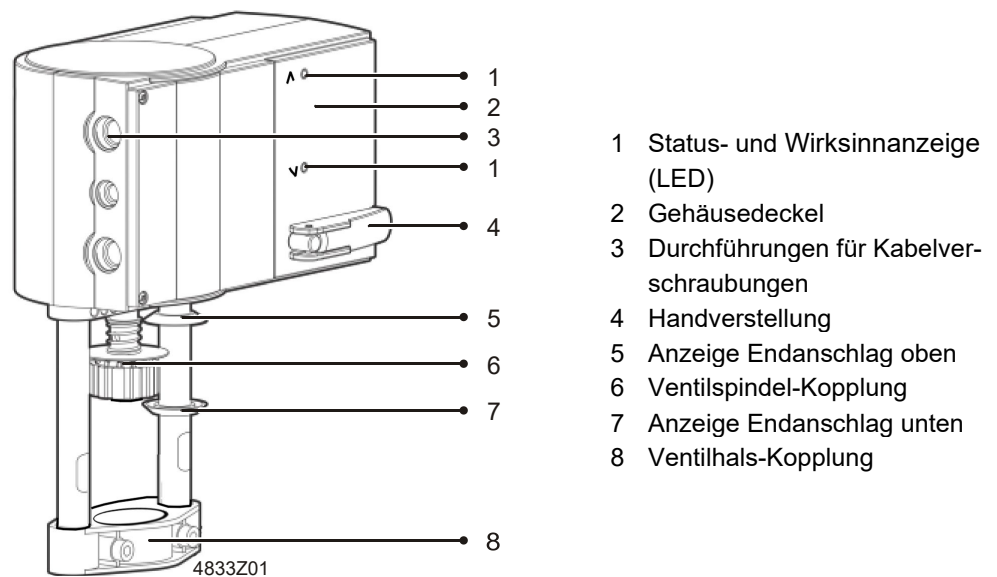 1
2
3
1
4
5
6
7
8
4833Z01
1 Status- und Wirksinnanzeige
(LED)
2 Gehäusedeckel
3 Durchführungen für Kabelver-
schraubungen
4 Handverstellung
5 Anzeige Endanschlag oben
6 Ventilspindel-Kopplung
7 Anzeige Endanschlag unten
8 Ventilhals-Kopplung